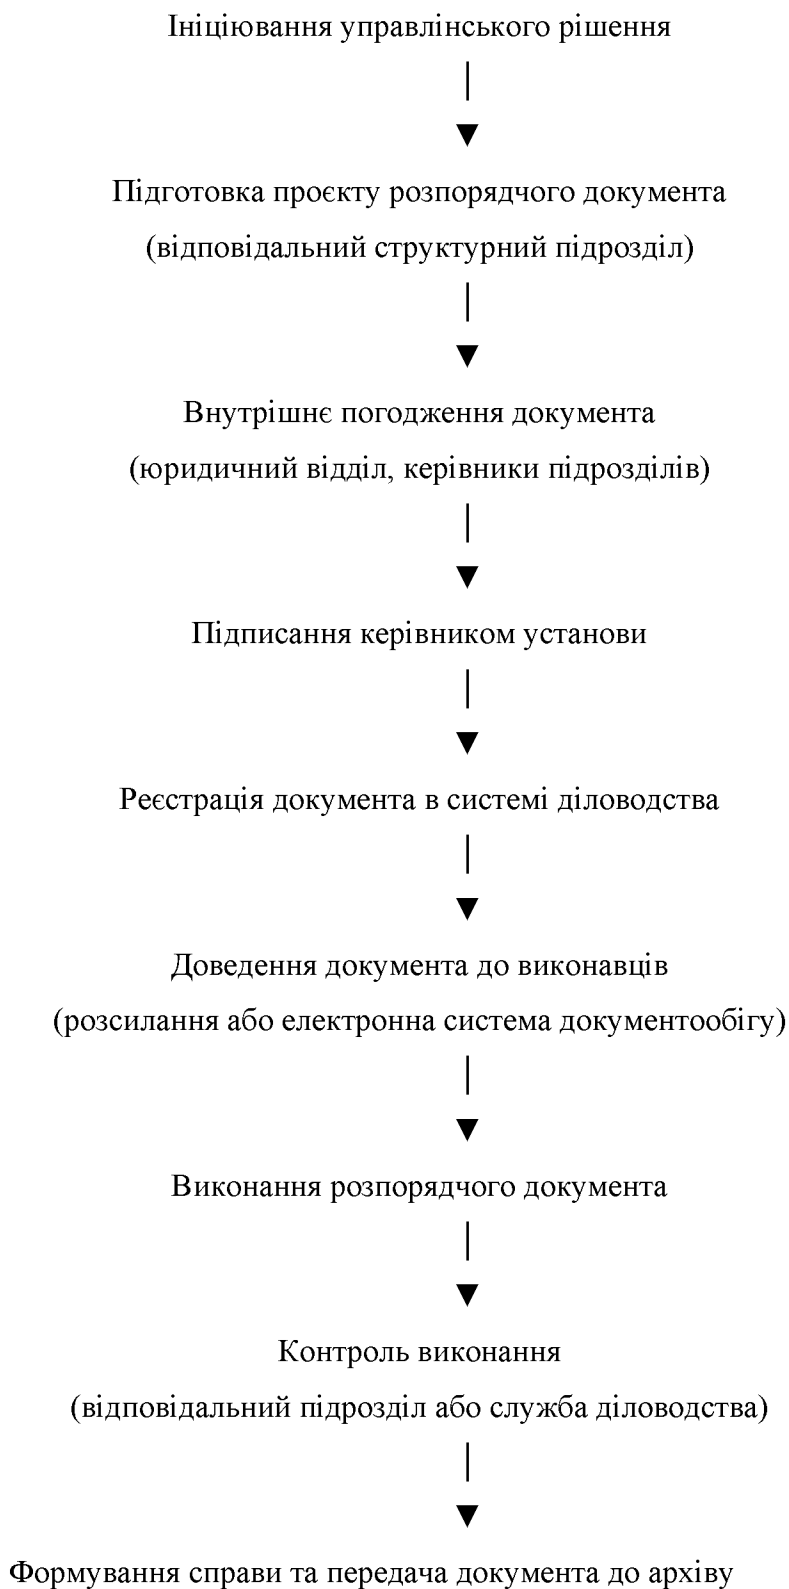 Ініціювання управлінського рішення
Підготовка проєкту розпорядчого документа
(відповідальний структурний підрозділ)
Внутрішнє погодження документа
(юридичний відділ, керівники підрозділів)
Підписання керівником установи
Реєстрація документа в системі діловодства
Доведення документа до виконавців
(розсилання або електронна система документообігу)
Виконання розпорядчого документа
Контроль виконання
(відповідальний підрозділ або служба діловодства)
Формування справи та передача документа до архіву